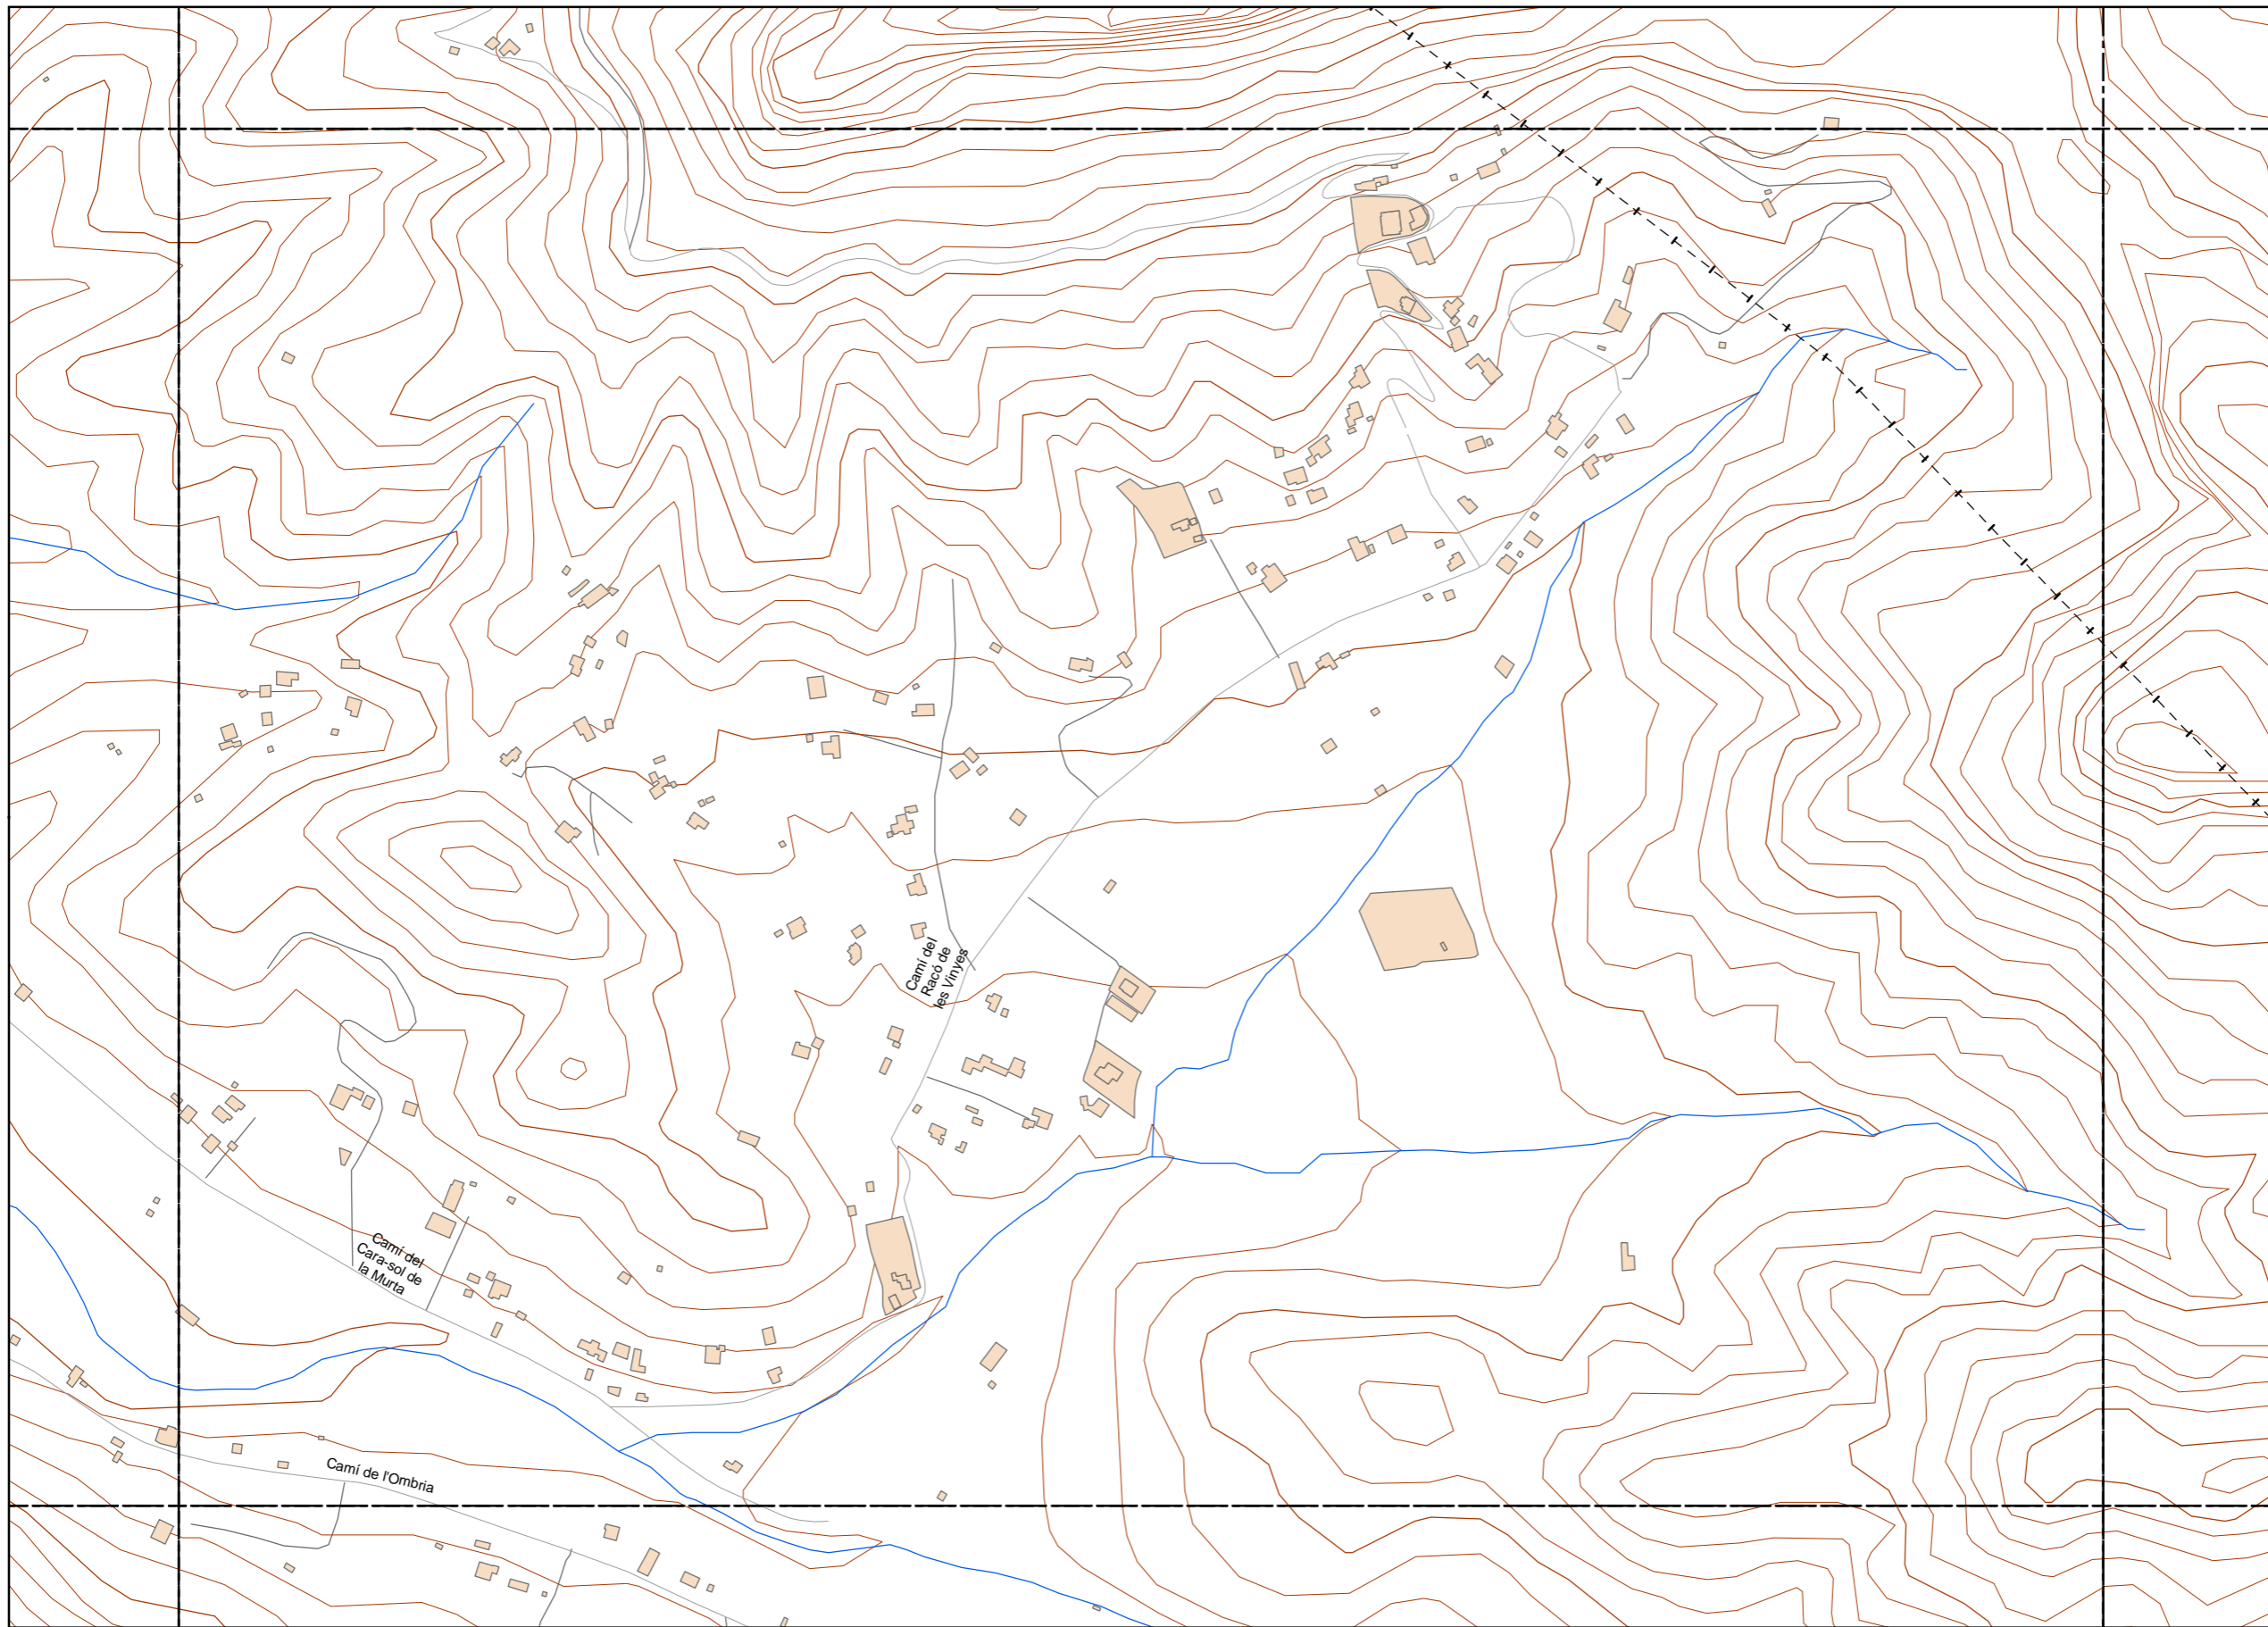 Camí del
Racó de
les Vinyes
Camí del
Cara-sol de
la Murta
Camí de l'Ombria